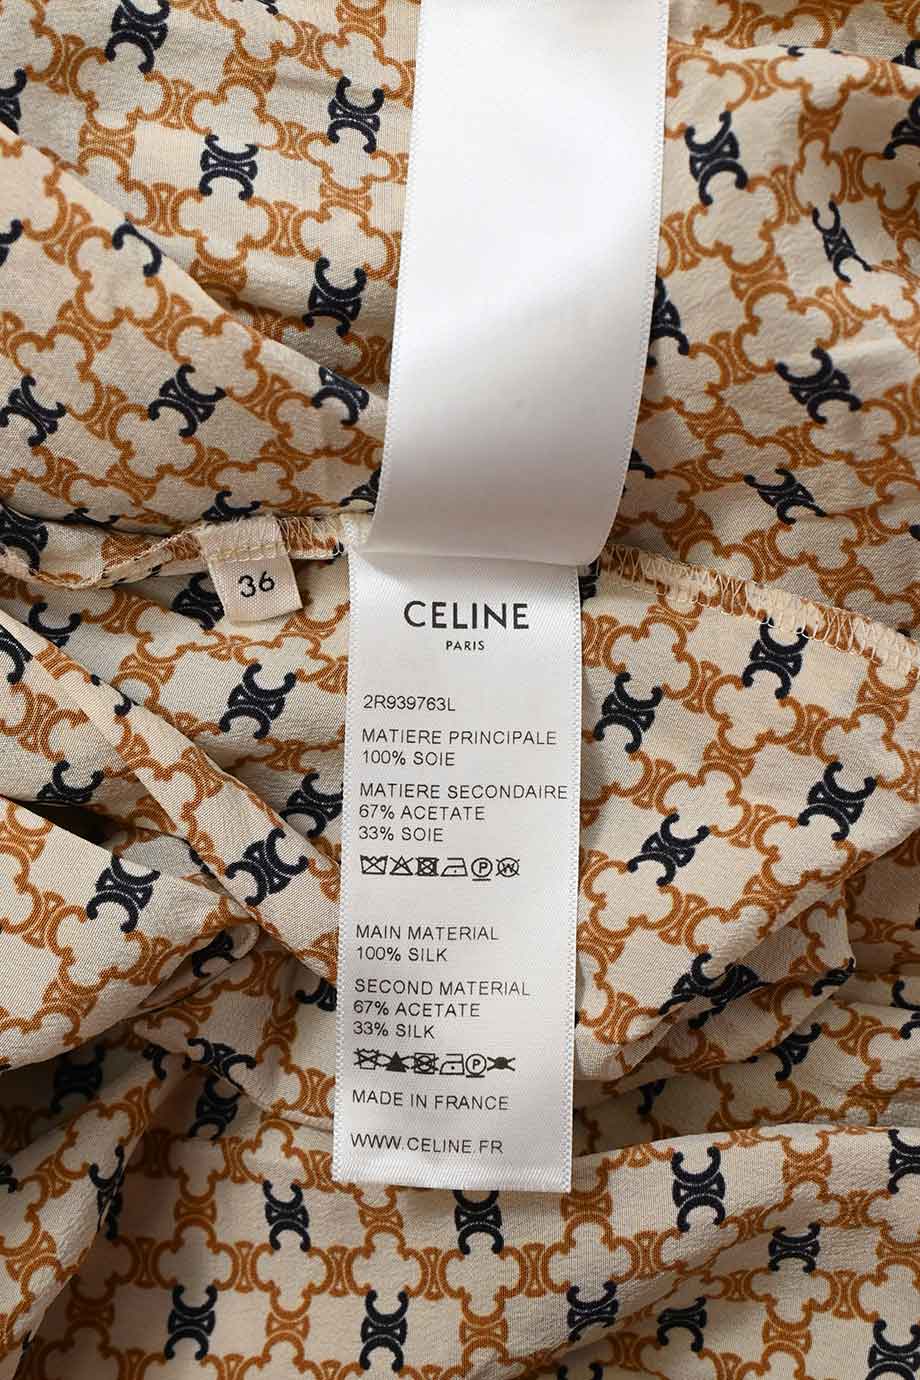 36
CELINE
PARIS
2R939763L
MATIERE PRINCIPALE
100% SOIE
MATIERE SECONDAIRE
67% ACETATE
33% SOIE
P W
MAIN MATERIAL
100% SILK
SECOND MATERIAL
67% ACETATE
33% SILK
P
MADE IN FRANCE
WWW.CELINE.FR